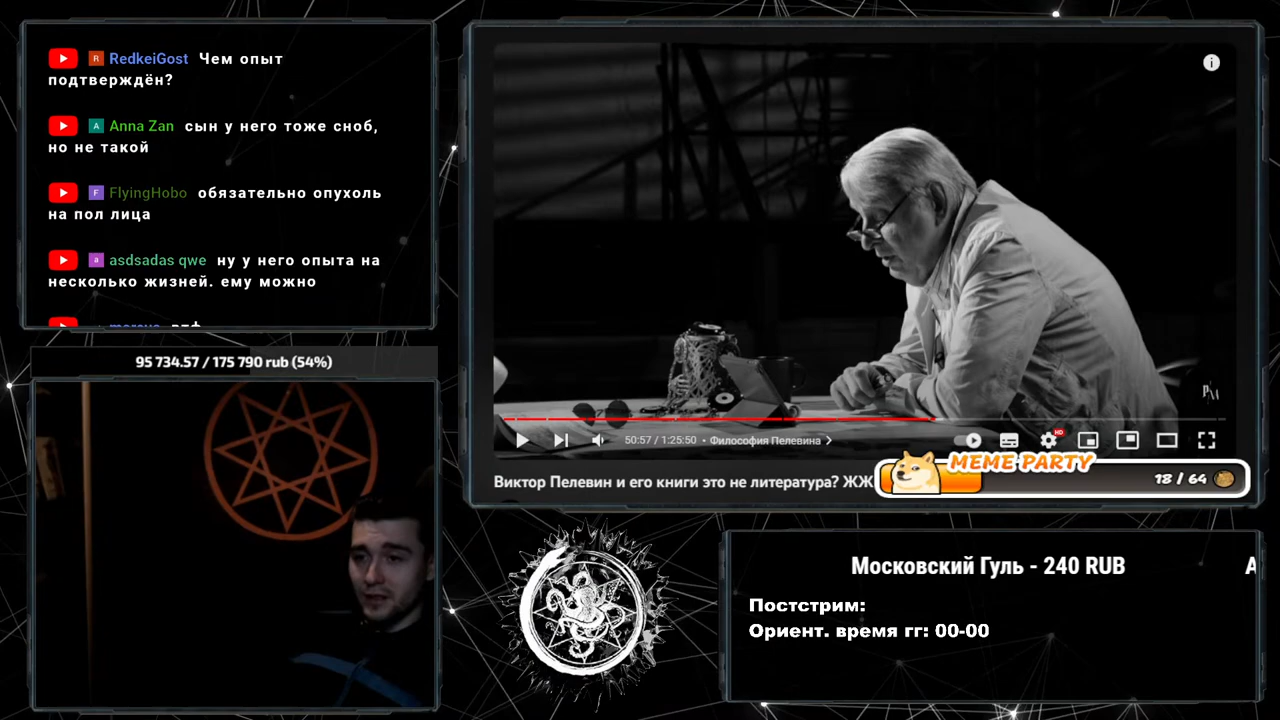 R RedkeiGost Чем опыт
подтверждён?
A Anna Zan сын у него тоже сноб,
но не такой
F FlyingHobo обязательно опухоль
на пол лица
a asdsadas qwe ну у него опыта на
несколько жизней. ему можно
95 734.57 / 175 790 rub (54%)
50:57 / 1:25:50 • Философия Пелевина
HD
MEME PARTY
18 / 64
Виктор Пелевин и его книги это не литература? ЖЖ
Московский Гуль - 240 RUB
Постстрим:
Ориент. время гг: 00-00